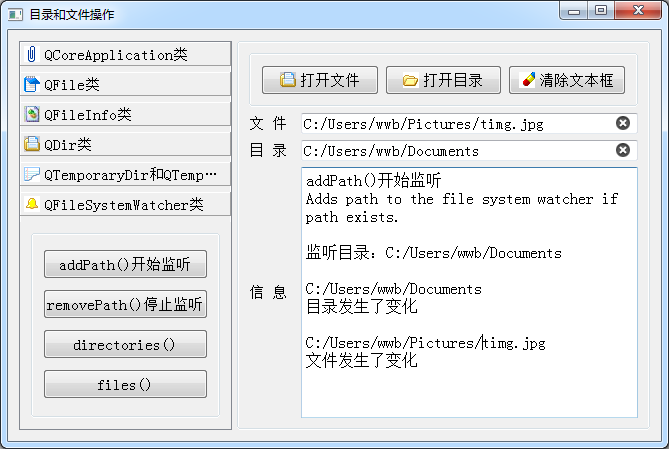 目录和文件操作
QCoreApplication类
QFile类
QFileInfo类
QDir类
QTemporaryDir和QTemp…
QFileSystemWatcher类
addPath()开始监听
removePath()停止监听
directories()
files()
打开文件 打开目录 清除文本框
文 件 C:/Users/wwb/Pictures/timg.jpg
目 录 C:/Users/wwb/Documents
信 息
addPath()开始监听
Adds path to the file system watcher if
path exists.
监听目录：C:/Users/wwb/Documents
C:/Users/wwb/Documents
目录发生了变化
C:/Users/wwb/Pictures/timg.jpg
文件发生了变化